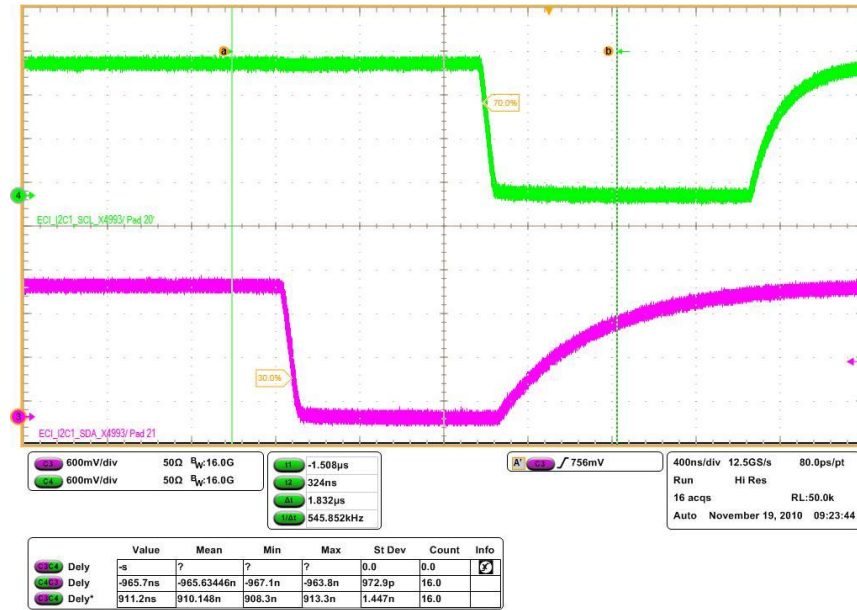 a
b
70.0%
4
ECI_I2C1_SCL_X4993/ Pad 20'
30.0%
3
ECI_I2C1_SDA_X4993/ Pad 21
C3 600mV/div 50Ω BW:16.0G
C4 600mV/div 50Ω BW:16.0G
t1 -1.508µs
t2 324ns
Δt 1.832µs
1/Δt 545.852kHz
A' C3 756mV
400ns/div 12.5GS/s 80.0ps/pt
Run Hi Res
16 acqs RL:50.0k
Auto November 19, 2010 09:23:44
Value Mean Min Max St Dev Count Info
C3C4 Dely -s ? ? ? 0.0 0.0
C4C3 Dely -965.7ns -965.63446n -967.1n -963.8n 972.9p 16.0
C3C4 Dely* 911.2ns 910.148n 908.3n 913.3n 1.447n 16.0